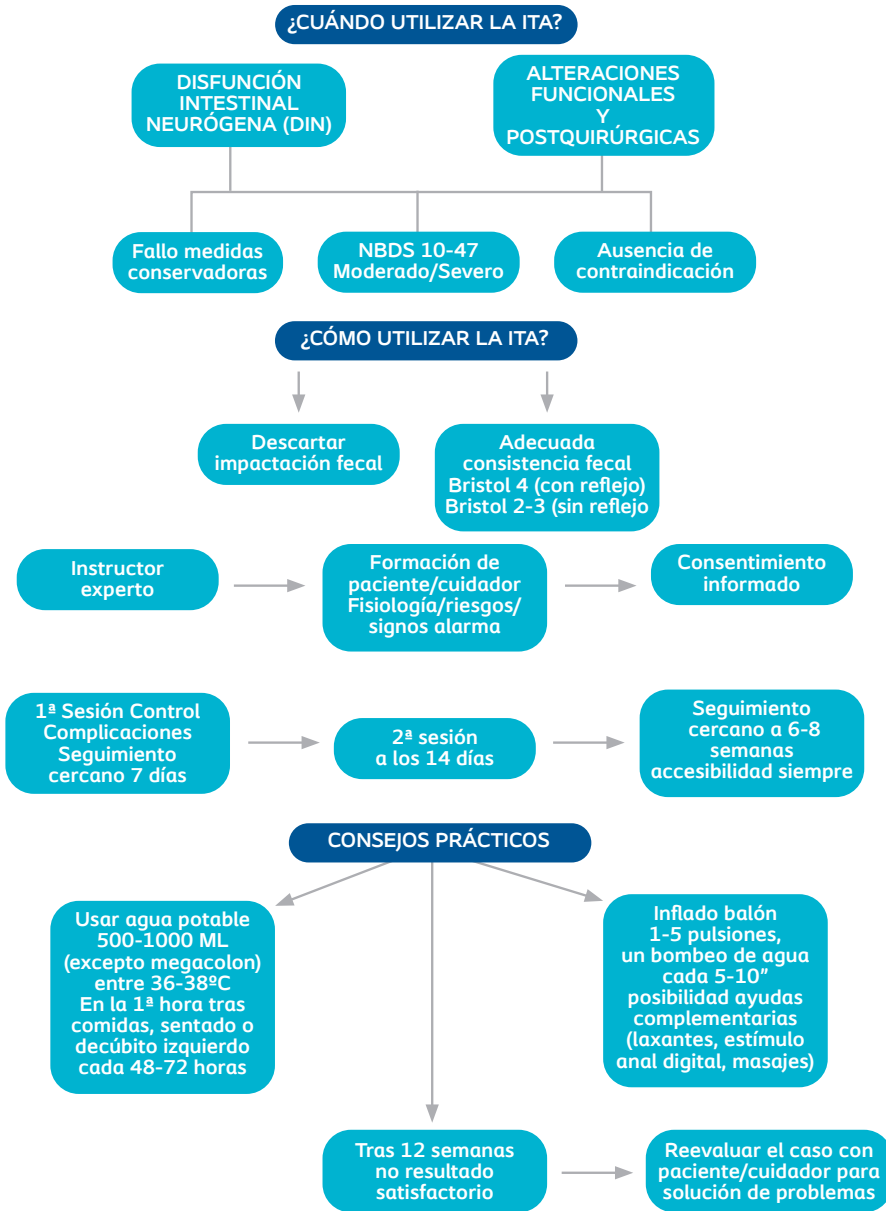 ¿CUÁNDO UTILIZAR LA ITA?
DISFUNCIÓN
INTESTINAL
NEURÓGENA (DIN)
ALTERACIONES
FUNCIONALES
Y
POSTQUIRÚRGICAS
Fallo medidas
conservadoras
NBDS 10-47
Moderado/Severo
Ausencia de
contraindicación
¿CÓMO UTILIZAR LA ITA?
Descartar
impactación fecal
Adecuada
consistencia fecal
Bristol 4 (con reflejo)
Bristol 2-3 (sin reflejo
Instructor
experto
Formación de
paciente/cuidador
Fisiología/riesgos/
signos alarma
Consentimiento
informado
1ª Sesión Control
Complicaciones
Seguimiento
cercano 7 días
2ª sesión
a los 14 días
Seguimiento
cercano a 6-8
semanas
accesibilidad siempre
CONSEJOS PRÁCTICOS
Usar agua potable
500-1000 ML
(excepto megacolon)
entre 36-38ºC
En la 1ª hora tras
comidas, sentado o
decúbito izquierdo
cada 48-72 horas
Inflado balón
1-5 pulsiones,
un bombeo de agua
cada 5-10”
posibilidad ayudas
complementarias
(laxantes, estímulo
anal digital, masajes)
Tras 12 semanas
no resultado
satisfactorio
Reevaluar el caso con
paciente/cuidador para
solución de problemas